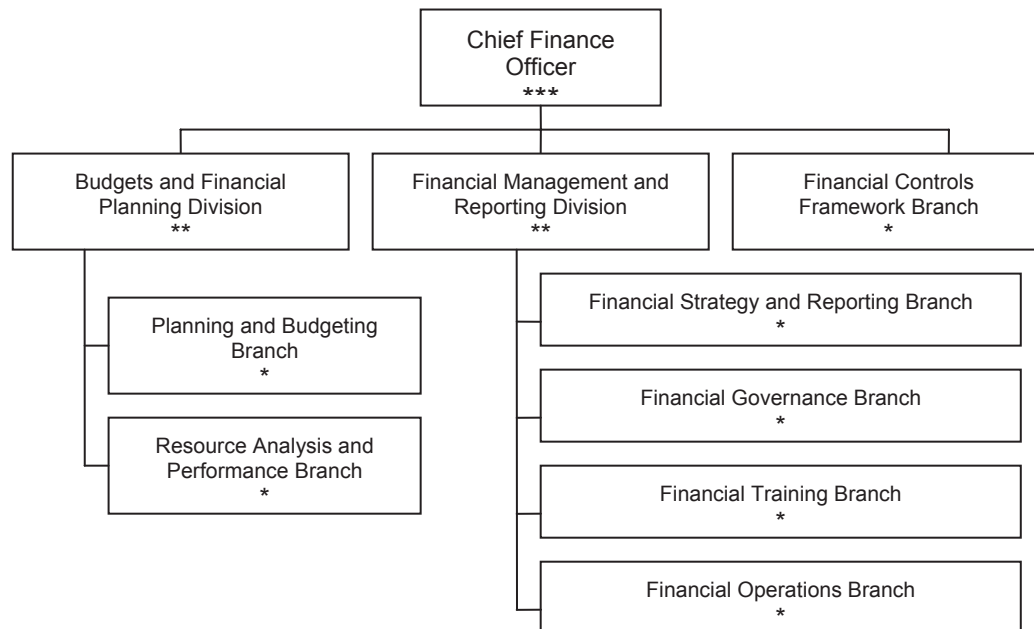 Chief Finance
Officer
***
Budgets and Financial
Planning Division
**
Financial Management and
Reporting Division
**
Financial Controls
Framework Branch
*
Planning and Budgeting
Branch
*
Resource Analysis and
Performance Branch
*
Financial Strategy and Reporting Branch
*
Financial Governance Branch
*
Financial Training Branch
*
Financial Operations Branch
*